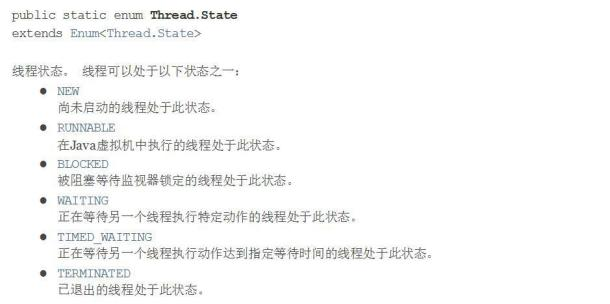 public static enum Thread.State
extends Enum<Thread.State>
线程状态。 线程可以处于以下状态之一:
● NEW
尚未启动的线程处于此状态。
● RUNNABLE
在Java虚拟机中执行的线程处于此状态。
● BLOCKED
被阻塞等待监视器锁定的线程处于此状态。
● WAITING
正在等待另一个线程执行特定动作的线程处于此状态。
● TIMED_WAITING
正在等待另一个线程执行动作达到指定等待时间的线程处于此状态。
● TERMINATED
已退出的线程处于此状态。